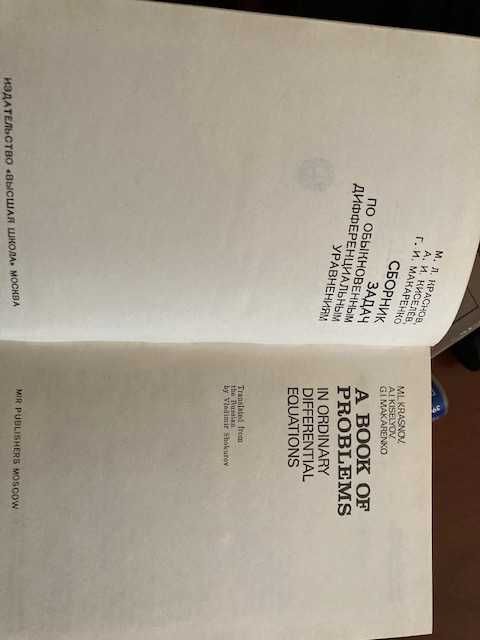 М. Л. КРАСНОВ,
А. И. КИСЕЛЕВ,
Г. И. МАКАРЕНКО
СБОРНИК
ЗАДАЧ
ПО ОБЫКНОВЕННЫМ
ДИФФЕРЕНЦИАЛЬНЫМ
УРАВНЕНИЯМ
ИЗДАТЕЛЬСТВО «ВЫСШАЯ ШКОЛА» МОСКВА
M.L. KRASNOV,
A.I. KISELYOV,
G.I. MAKARENKO
A BOOK OF
PROBLEMS
IN ORDINARY
DIFFERENTIAL
EQUATIONS
Translated from
the Russian
by Vladimir Shokurov
MIR PUBLISHERS MOSCOW